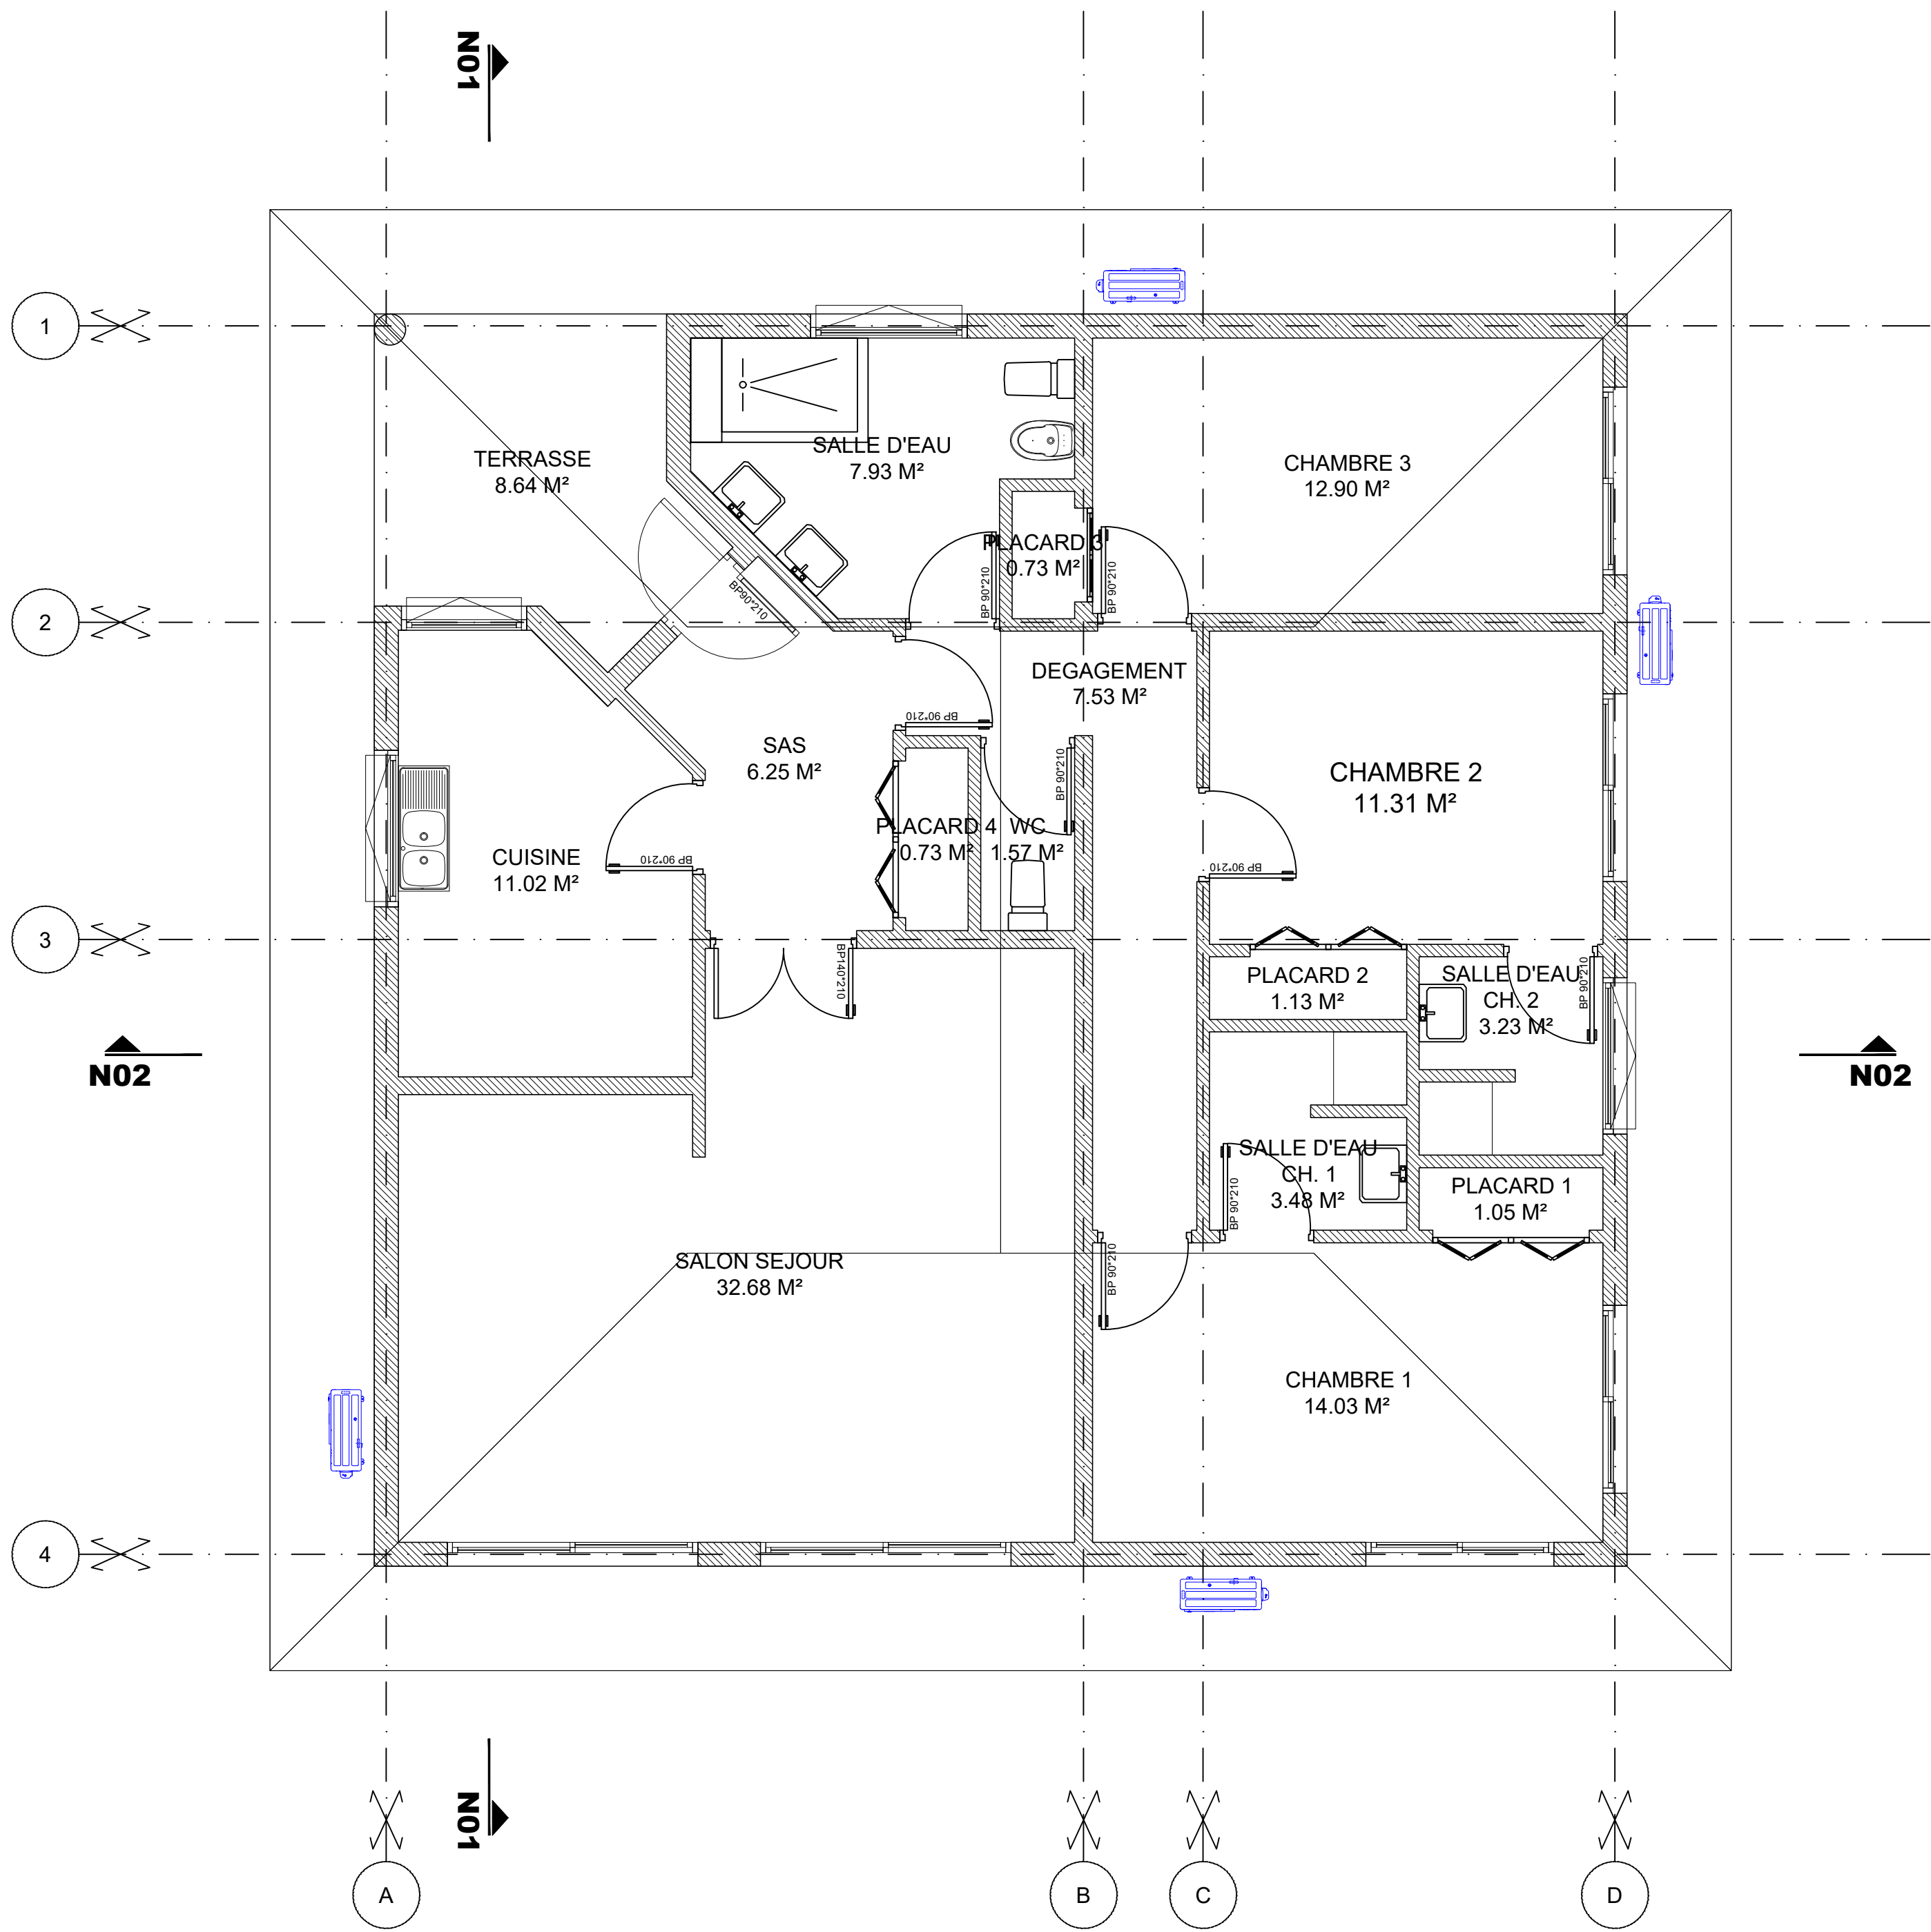 N01
1
TERRASSE
8.64 M²
SALLE D'EAU
7.93 M²
CHAMBRE 3
12.90 M²
PLACARD 3
0.73 M²
BP 90*210
BP 90*210
BP90*210
2
DEGAGEMENT
7.53 M²
BP 90*210
SAS
6.25 M²
BP 90*210
CHAMBRE 2
11.31 M²
PLACARD 4
0.73 M²
WC
1.57 M²
CUISINE
11.02 M²
BP 90*210
BP 90*210
3
BP140*210
PLACARD 2
1.13 M²
SALLE D'EAU
CH. 2
3.23 M²
BP 90*210
N02
N02
SALLE D'EAU
CH. 1
3.48 M²
BP 90*210
PLACARD 1
1.05 M²
SALON SEJOUR
32.68 M²
BP 90*210
CHAMBRE 1
14.03 M²
4
N01
A
B
C
D